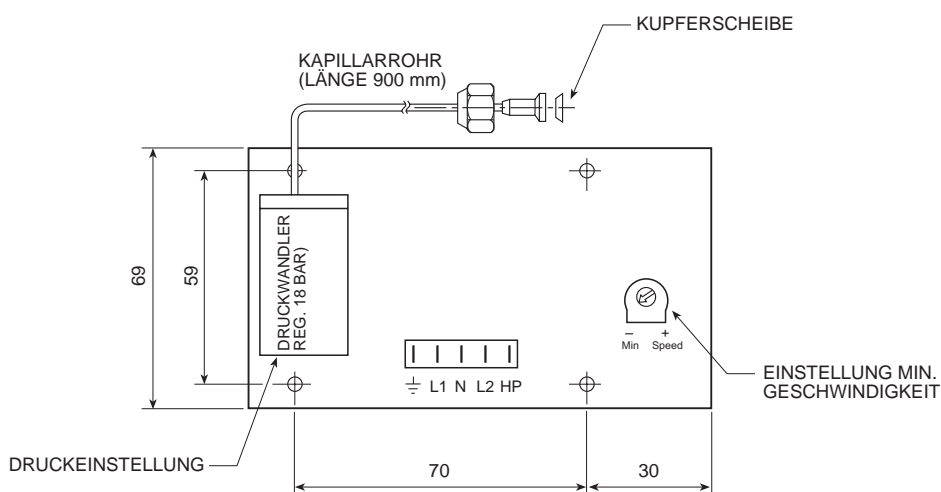 KUPFERSCHEIBE
KAPILLARROHR
(LÄNGE 900 mm)
69
59
DRUCKWANDLER
REG. 18 BAR)
– +
Min Speed
L1 N L2 HP
EINSTELLUNG MIN.
GESCHWINDIGKEIT
DRUCKEINSTELLUNG
70
30